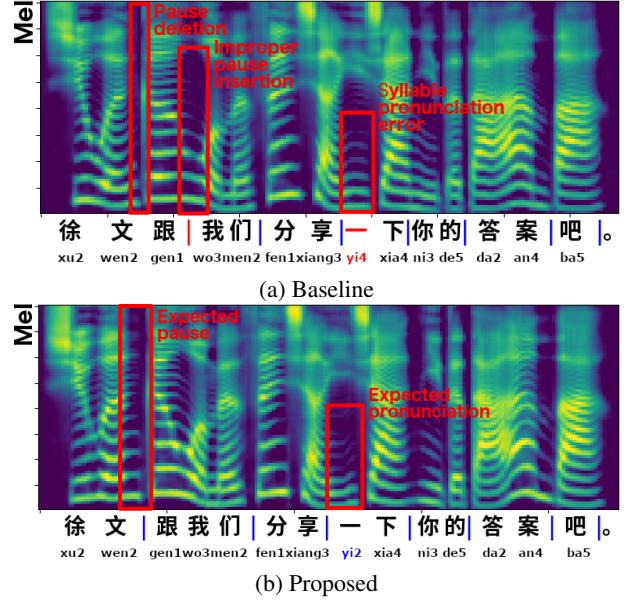 Mel
Pause
deletion
Improper
pause
insertion
Syllable
pronunciation
error
徐 文 跟 | 我 们 | 分 享 | 一 下 | 你 的 | 答 案 | 吧 | 。
xu2 wen2 gen1 wo3men2 fen1xiang3 yi4 xia4 ni3 de5 da2 an4 ba5
(a) Baseline
Mel
Expected
pause
Expected
pronunciation
徐 文 | 跟 我 们 | 分 享 | 一 下 | 你 的 | 答 案 | 吧 | 。
xu2 wen2 gen1wo3men2 fen1xiang3 yi2 xia4 ni3 de5 da2 an4 ba5
(b) Proposed